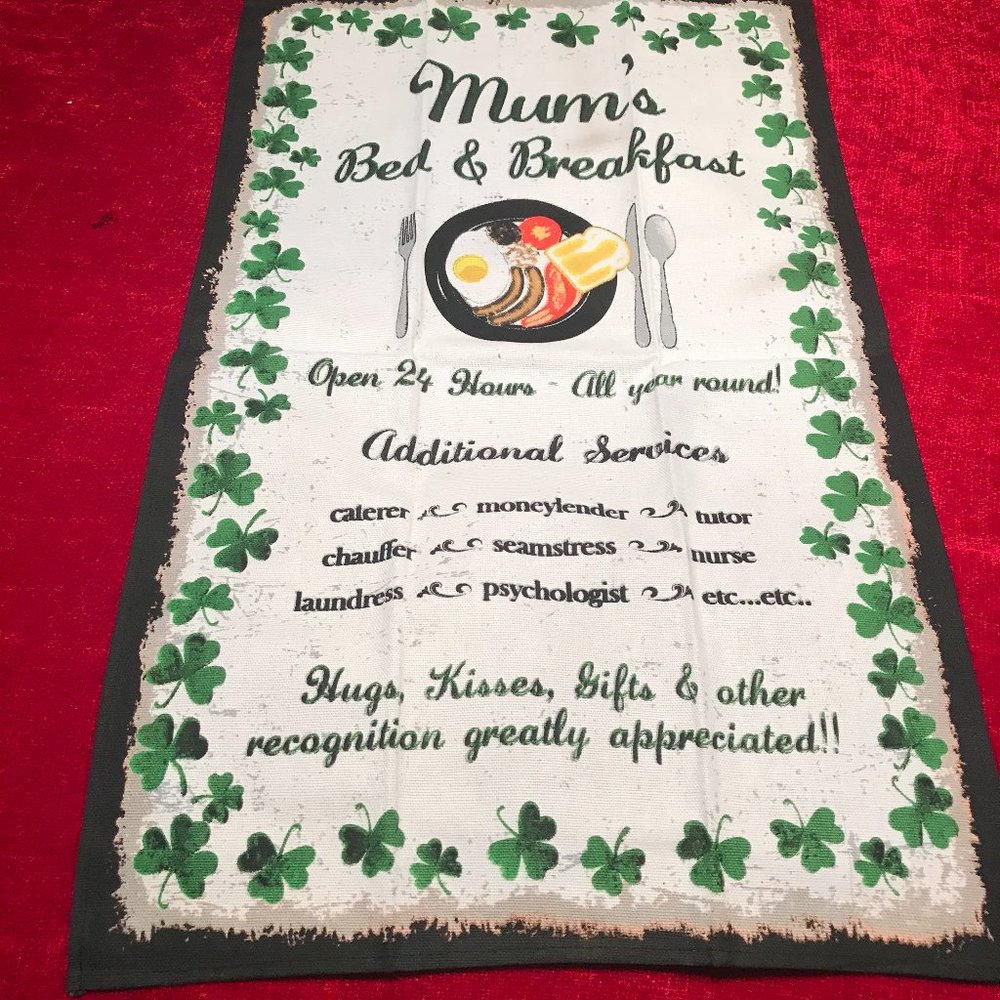 Mum's
Bed & Breakfast
Open 24 Hours - All year round!
Additional Services
caterer moneylender tutor
chauffer seamstress nurse
laundress psychologist etc...etc..
Hugs, Kisses, Gifts & other
recognition greatly appreciated!!